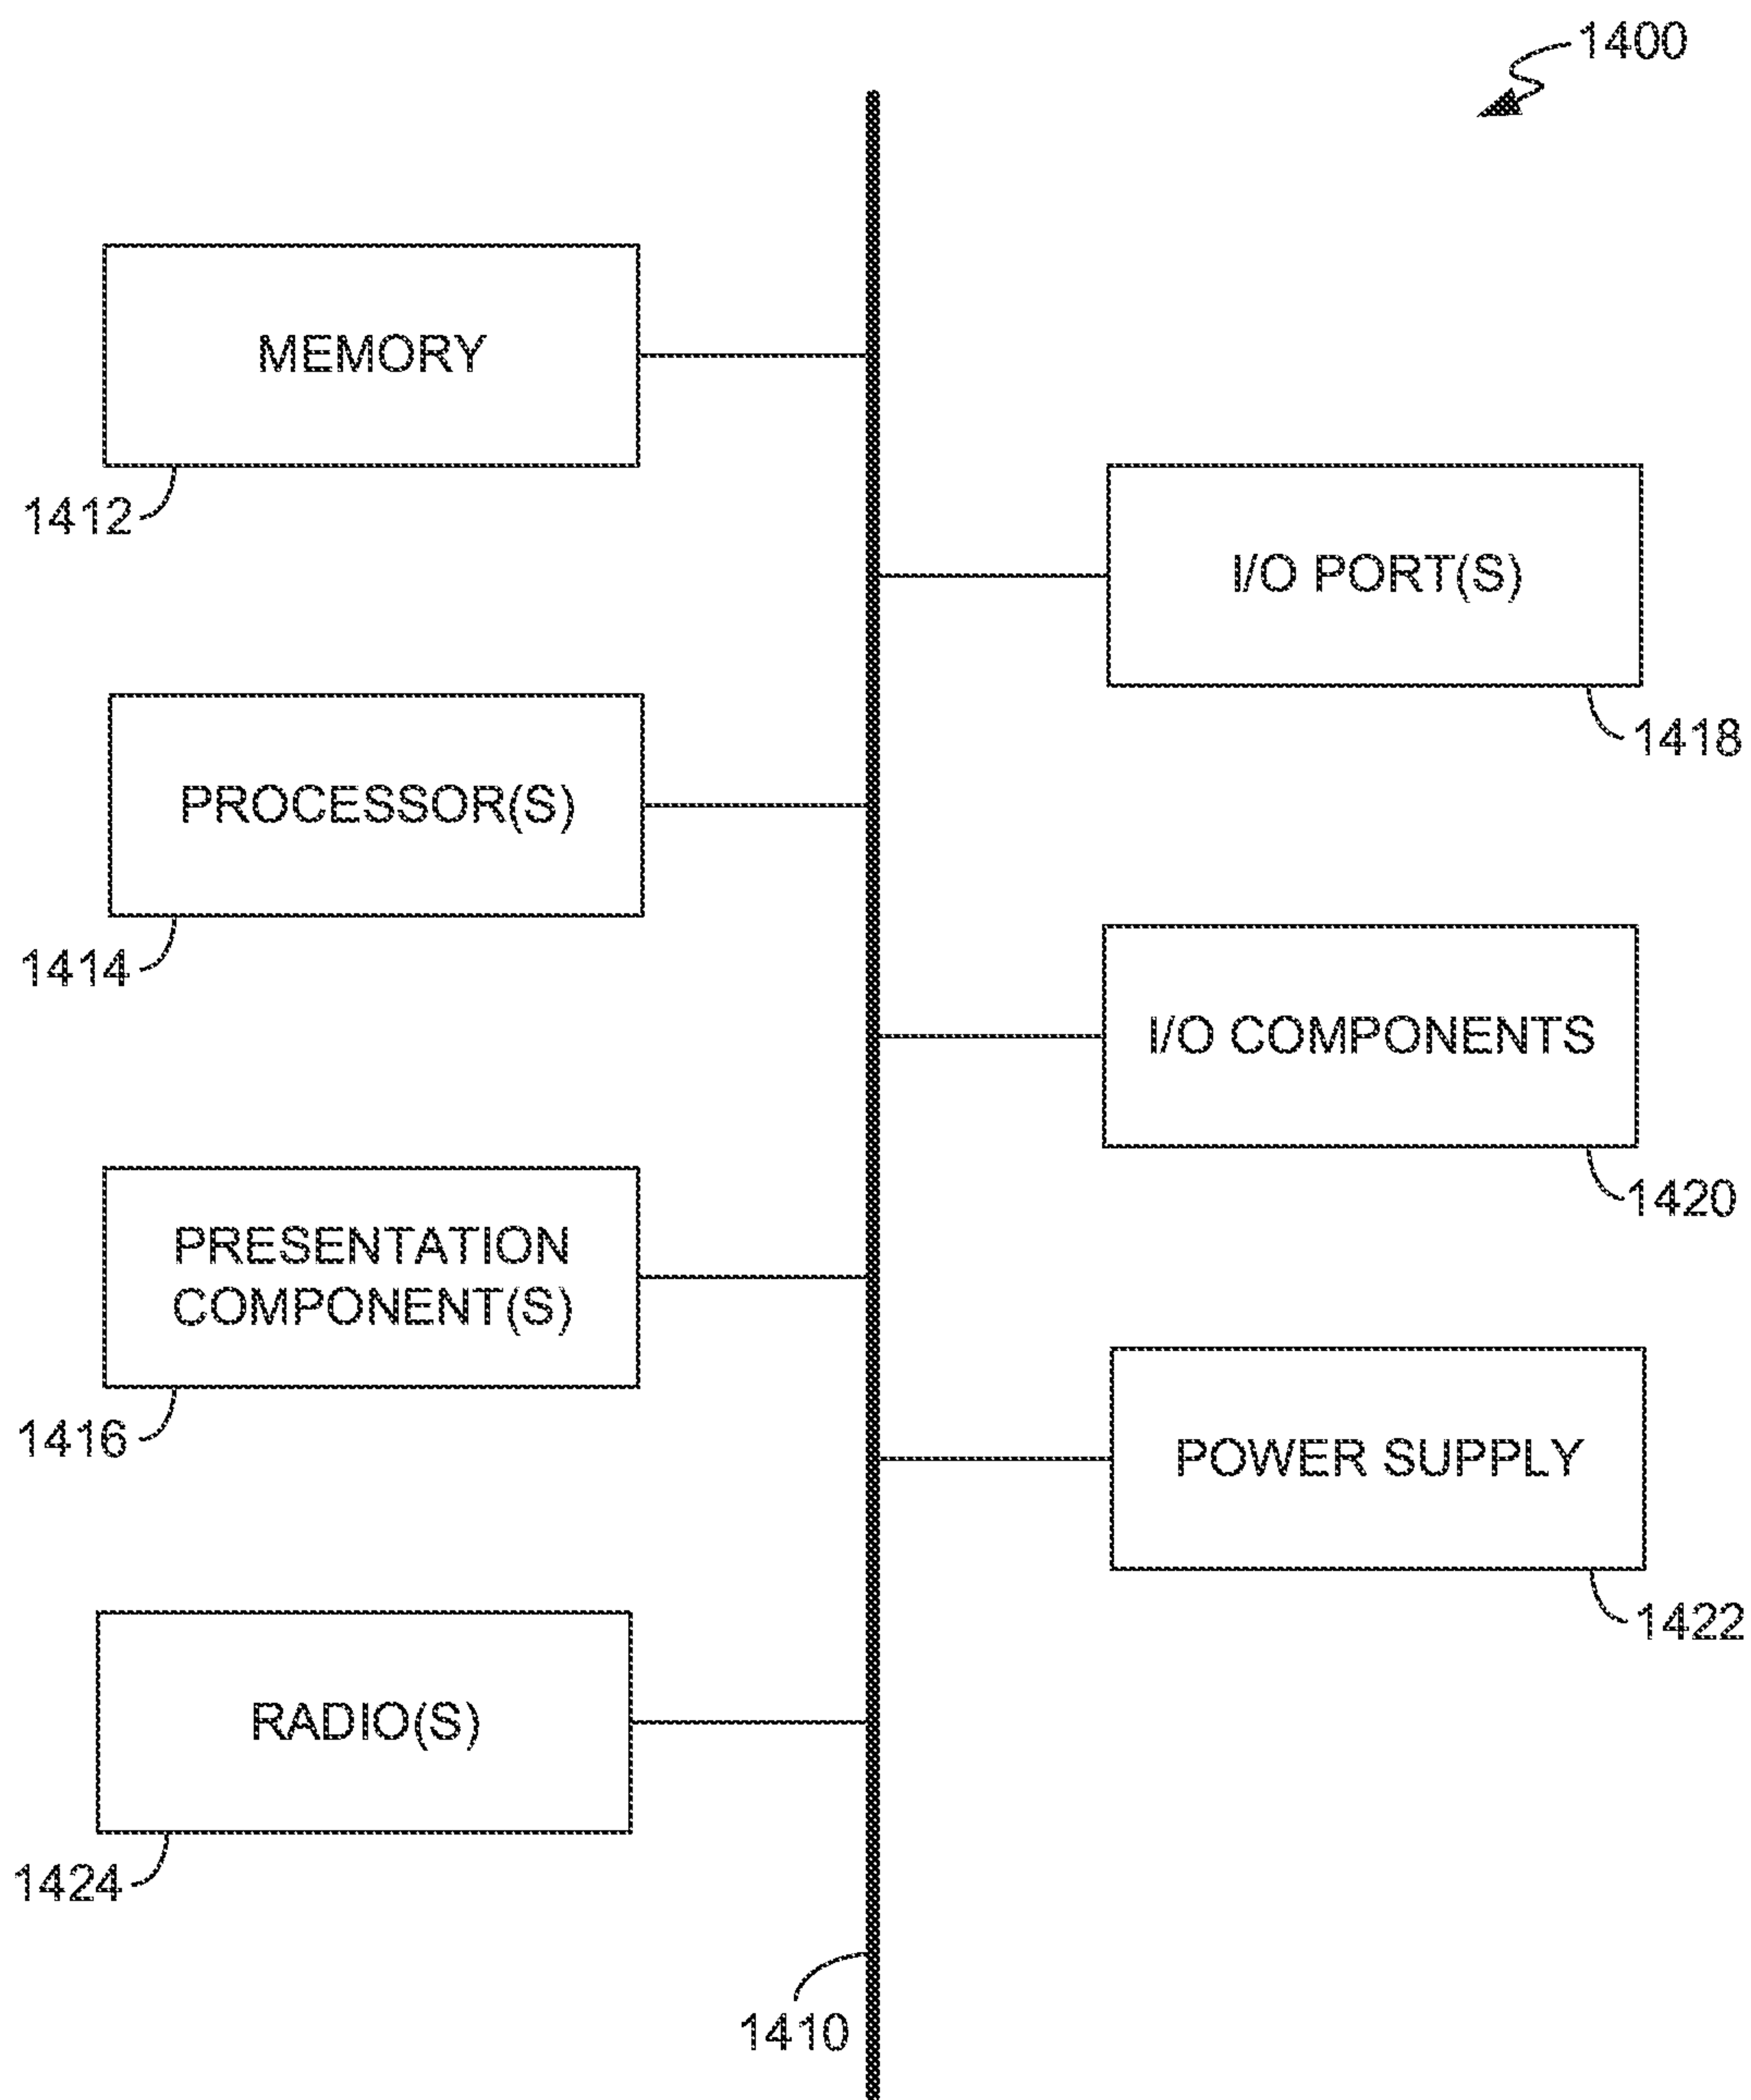 1400
MEMORY
1412
I/O PORT(S)
1418
PROCESSOR(S)
1414
I/O COMPONENTS
1420
PRESENTATION
COMPONENT(S)
1416
POWER SUPPLY
1422
RADIO(S)
1424
1410